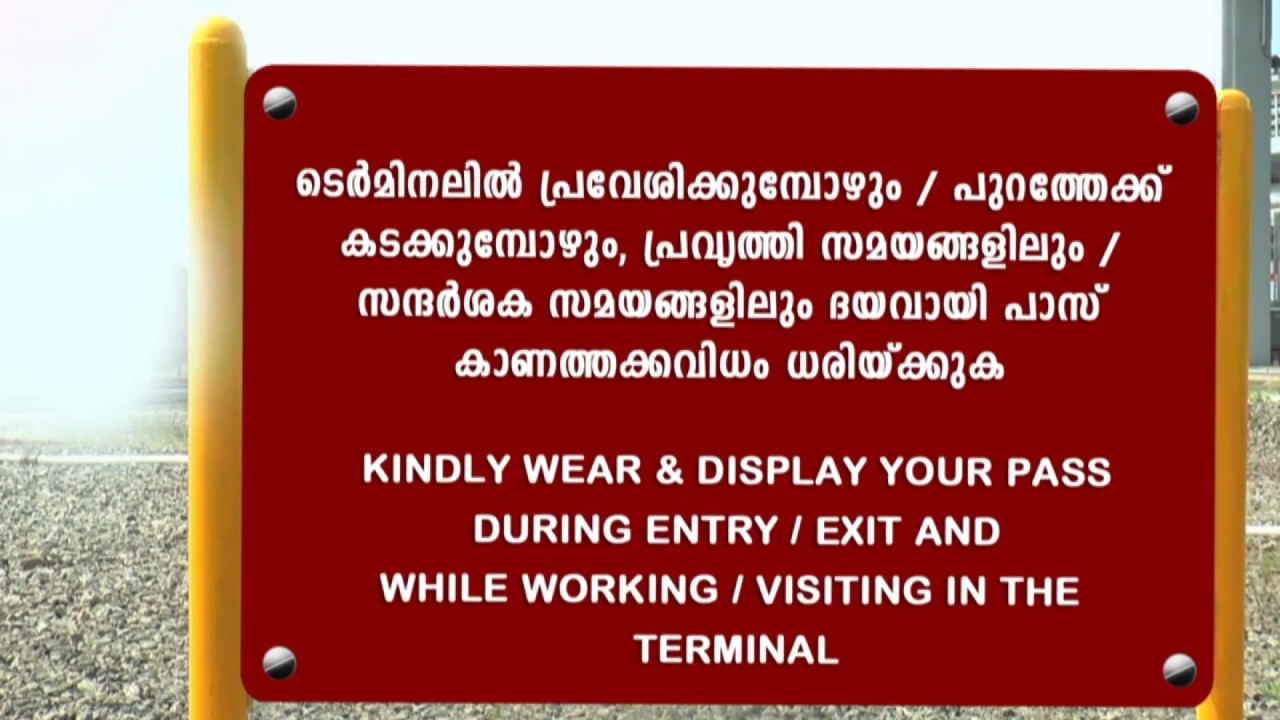 ടെർമിനലിൽ പ്രവേശിക്കുമ്പോഴും / പുറത്തേക്ക്
കടക്കുമ്പോഴും, പ്രവൃത്തി സമയങ്ങളിലും /
സന്ദർശക സമയങ്ങളിലും ദയവായി പാസ്
കാണത്തക്കവിധം ധരിയ്ക്കുക
KINDLY WEAR & DISPLAY YOUR PASS
DURING ENTRY / EXIT AND
WHILE WORKING / VISITING IN THE
TERMINAL